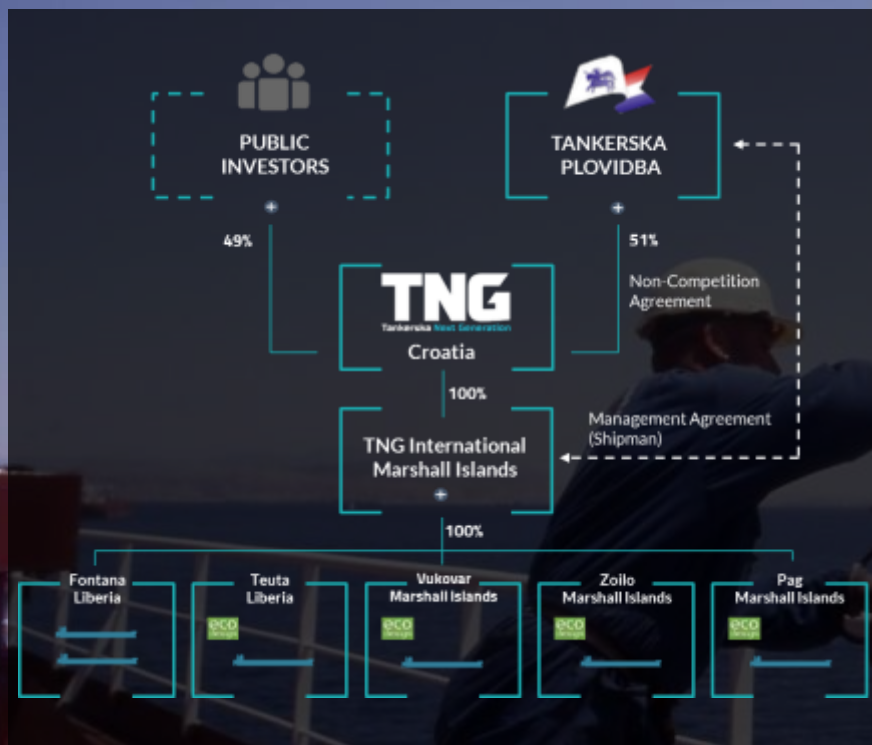 PUBLIC
INVESTORS
TANKERSKA
PLOVIDBA
49%
51%
Non-Competition
Agreement
TNG
Tankerska Next Generation
Croatia
100%
Management Agreement
(Shipman)
TNG International
Marshall Islands
100%
Fontana
Liberia
Teuta
Liberia
Vukovar
Marshall Islands
Zoilo
Marshall Islands
Pag
Marshall Islands
eco
design
eco
design
eco
design
eco
design